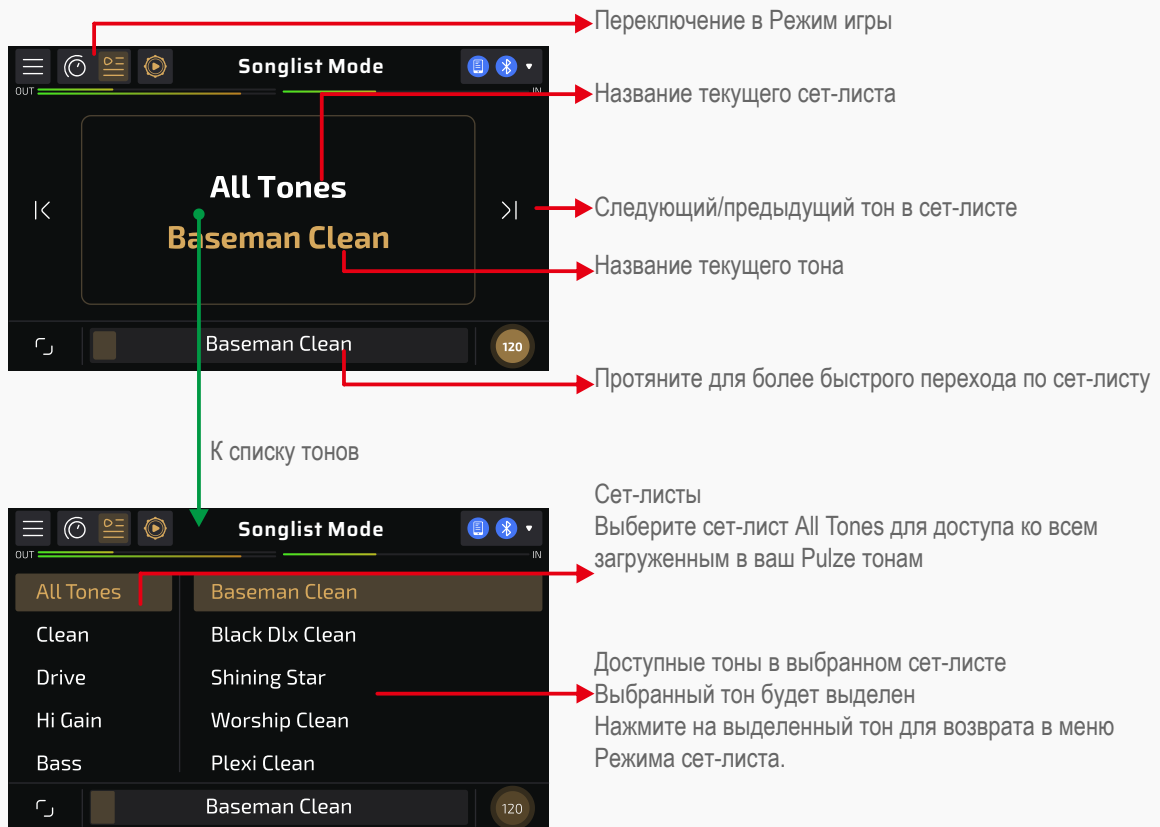 Переключение в Режим игры
Songlist Mode
OUT
IN
Название текущего сет-листа
All Tones
Следующий/предыдущий тон в сет-листе
Baseman Clean
Название текущего тона
Baseman Clean
120
Протяните для более быстрого перехода по сет-листу
К списку тонов
Songlist Mode
OUT
IN
Сет-листы
Выберите сет-лист All Tones для доступа ко всем
загруженным в ваш Pulze тонам
All Tones
Clean
Drive
Hi Gain
Bass
Baseman Clean
Black Dlx Clean
Shining Star
Worship Clean
Plexi Clean
Доступные тоны в выбранном сет-листе
Выбранный тон будет выделен
Нажмите на выделенный тон для возврата в меню
Режима сет-листа.
Baseman Clean
120